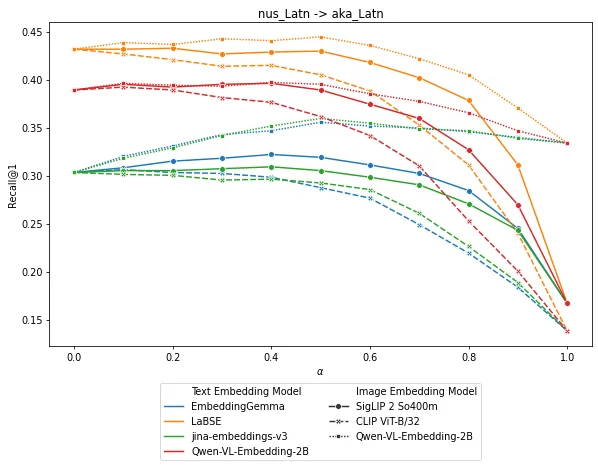 nus_Latn -> aka_Latn
Recall@1
0.45
0.40
0.35
0.30
0.25
0.20
0.15
0.0
0.2
0.4
0.6
0.8
1.0
α
Text Embedding Model
EmbeddingGemma
LaBSE
jina-embeddings-v3
Qwen-VL-Embedding-2B
Image Embedding Model
SigLIP 2 So400m
CLIP ViT-B/32
Qwen-VL-Embedding-2B